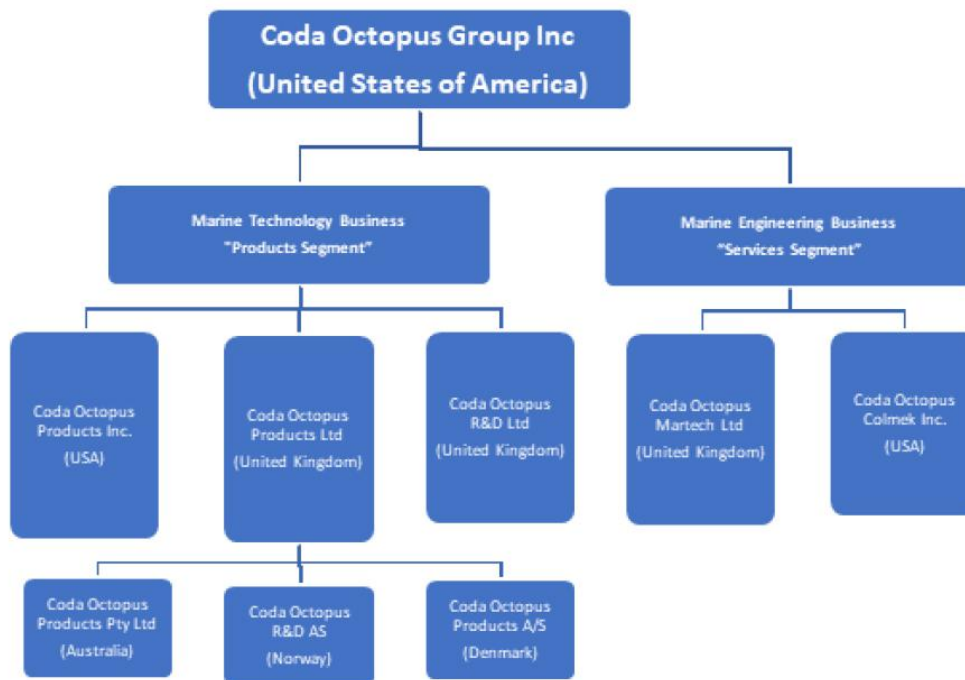 Coda Octopus Group Inc
(United States of America)
Marine Technology Business
"Products Segment”
Marine Engineering Business
“Services Segment”
Coda Octopus
Products Inc.
(USA)
Coda Octopus
Products Ltd
(United Kingdom)
Coda Octopus
R&D Ltd
(United Kingdom)
Coda Octopus
Martech Ltd
(United Kingdom)
Coda Octopus
Colmek Inc.
(USA)
Coda Octopus
Products Pty Ltd
(Australia)
Coda Octopus
R&D AS
(Norway)
Coda Octopus
Products A/S
(Denmark)